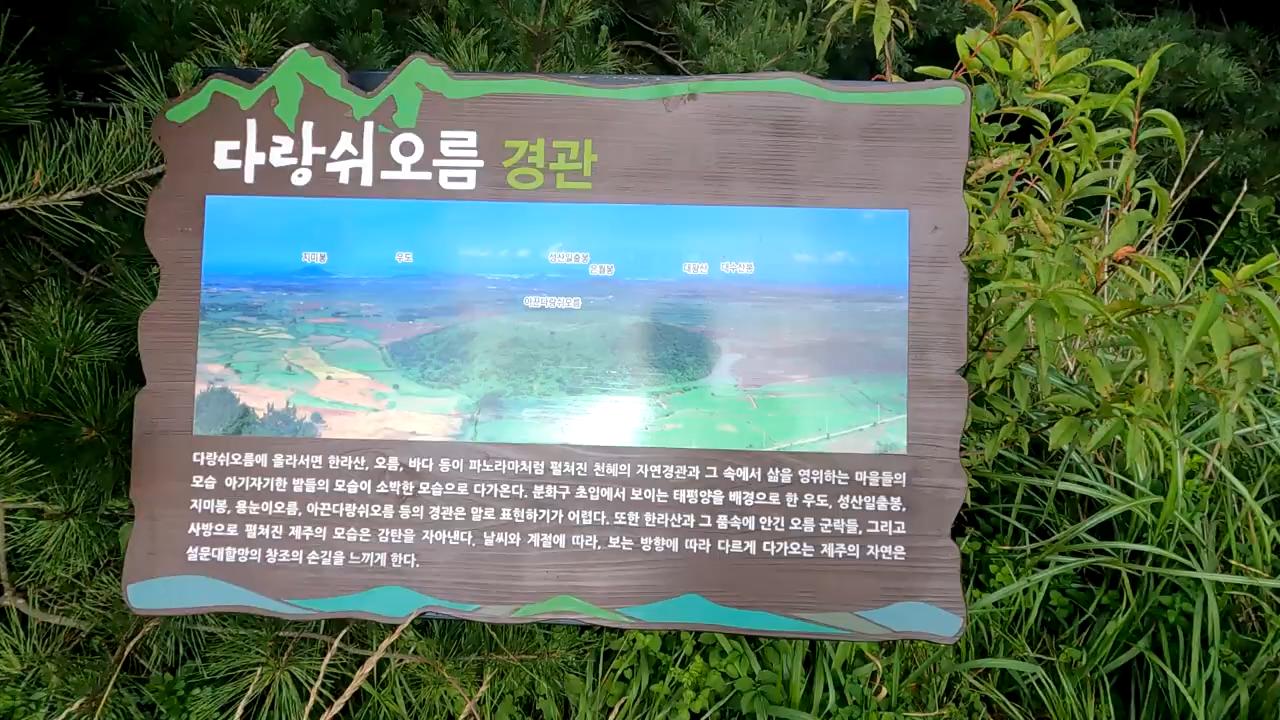 다랑쉬오름 경관
지미봉 우도 성산일출봉
은월봉 대왕산 대수산봉
아끈다랑쉬오름
다랑쉬오름에 올라서면 한라산, 오름, 바다 등이 파노라마처럼 펼쳐진 천혜의 자연경관과 그 속에서 삶을 영위하는 마을들의
모습 아기자기한 밭들의 모습이 소박한 모습으로 다가온다. 분화구 초입에서 보이는 태평양을 배경으로 한 우도, 성산일출봉,
지미봉, 용눈이오름, 아끈다랑쉬오름 등의 경관은 말로 표현하기가 어렵다. 또한 한라산과 그 품속에 안긴 오름 군락들, 그리고
사방으로 펼쳐진 제주의 모습은 감탄을 자아낸다. 날씨와 계절에 따라, 보는 방향에 따라 다르게 다가오는 제주의 자연은
설문대할망의 창조의 손길을 느끼게 한다.